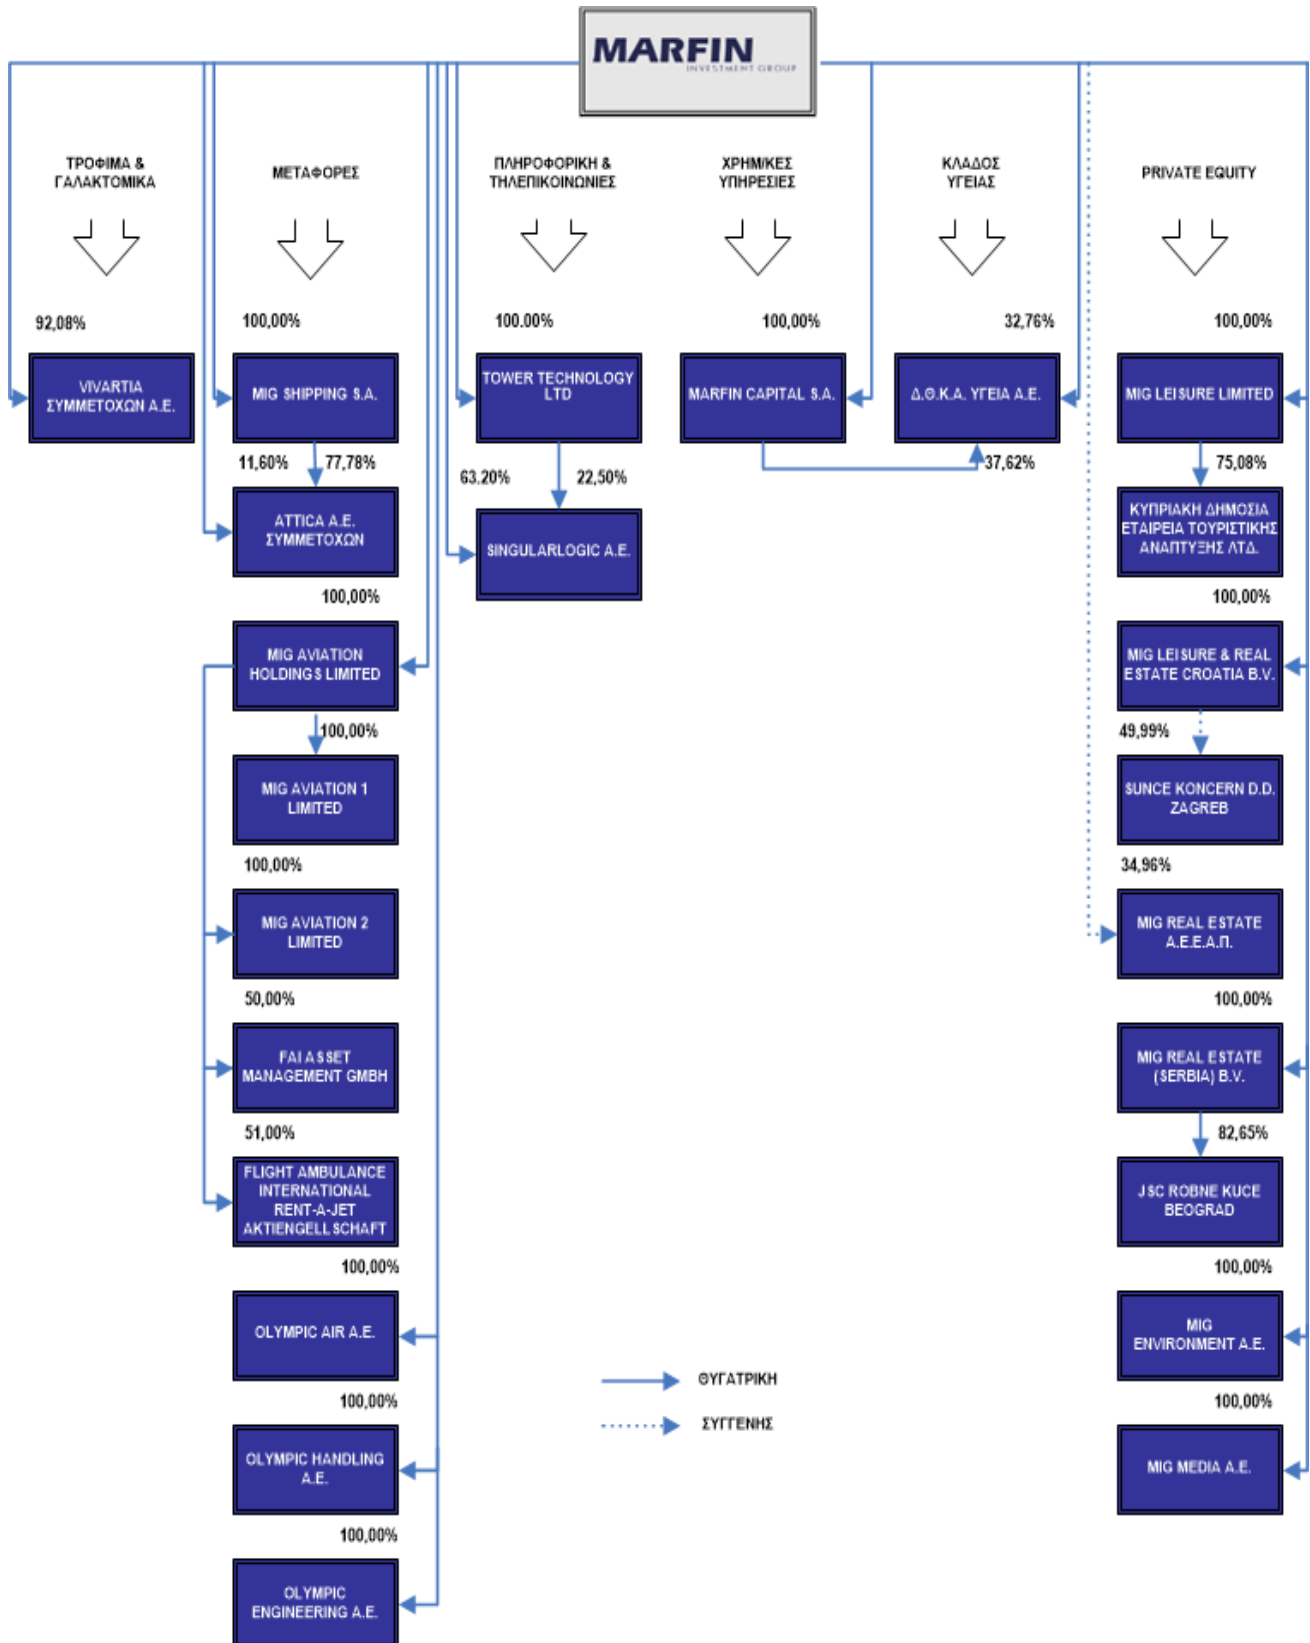 MARFIN
INVESTMENT GROUP
ΤΡΟΦΙΜΑ &
ΓΑΛΑΚΤΟΜΙΚΑ
92,08%
VIVARTIA
ΣΥΜΜΕΤΟΧΩΝ Α.Ε.
ΜΕΤΑΦΟΡΕΣ
100,00%
MIG SHIPPING S.A.
11,60% 77,78%
ATTICA A.E.
ΣΥΜΜΕΤΟΧΩΝ
100,00%
MIG AVIATION
HOLDINGS LIMITED
100,00%
MIG AVIATION 1
LIMITED
100,00%
MIG AVIATION 2
LIMITED
50,00%
FAI ASSET
MANAGEMENT GMBH
51,00%
FLIGHT AMBULANCE
INTERNATIONAL
RENT-A-JET
AKTIENGELLSCHAFT
100,00%
OLYMPIC AIR A.E.
100,00%
OLYMPIC HANDLING
A.E.
100,00%
OLYMPIC
ENGINEERING A.E.
ΠΛΗΡΟΦΟΡΙΚΗ &
ΤΗΛΕΠΙΚΟΙΝΩΝΙΕΣ
100.00%
TOWER TECHNOLOGY
LTD
63.20% 22,50%
SINGULARLOGIC A.E.
ΧΡΗΜ/ΚΕΣ
ΥΠΗΡΕΣΙΕΣ
100,00%
MARFIN CAPITAL S.A.
ΚΛΑΔΟΣ
ΥΓΕΙΑΣ
32,76%
Δ.Θ.Κ.Α. ΥΓΕΙΑ Α.Ε.
37,62%
PRIVATE EQUITY
100,00%
MIG LEISURE LIMITED
75,08%
ΚΥΠΡΙΑΚΗ ΔΗΜΟΣΙΑ
ΕΤΑΙΡΕΙΑ ΤΟΥΡΙΣΤΙΚΗΣ
ΑΝΑΠΤΥΞΗΣ ΛΤΔ.
100,00%
MIG LEISURE & REAL
ESTATE CROATIA B.V.
49,99%
SUNCE KONCERN D.D.
ZAGREB
34,96%
MIG REAL ESTATE
Α.Ε.Ε.Α.Π.
100,00%
MIG REAL ESTATE
(SERBIA) B.V.
82,65%
JSC ROBNE KUCE
BEOGRAD
100,00%
MIG
ENVIRONMENT A.E.
100,00%
MIG MEDIA A.E.
ΘΥΓΑΤΡΙΚΗ
ΣΥΓΓΕΝΗΣ